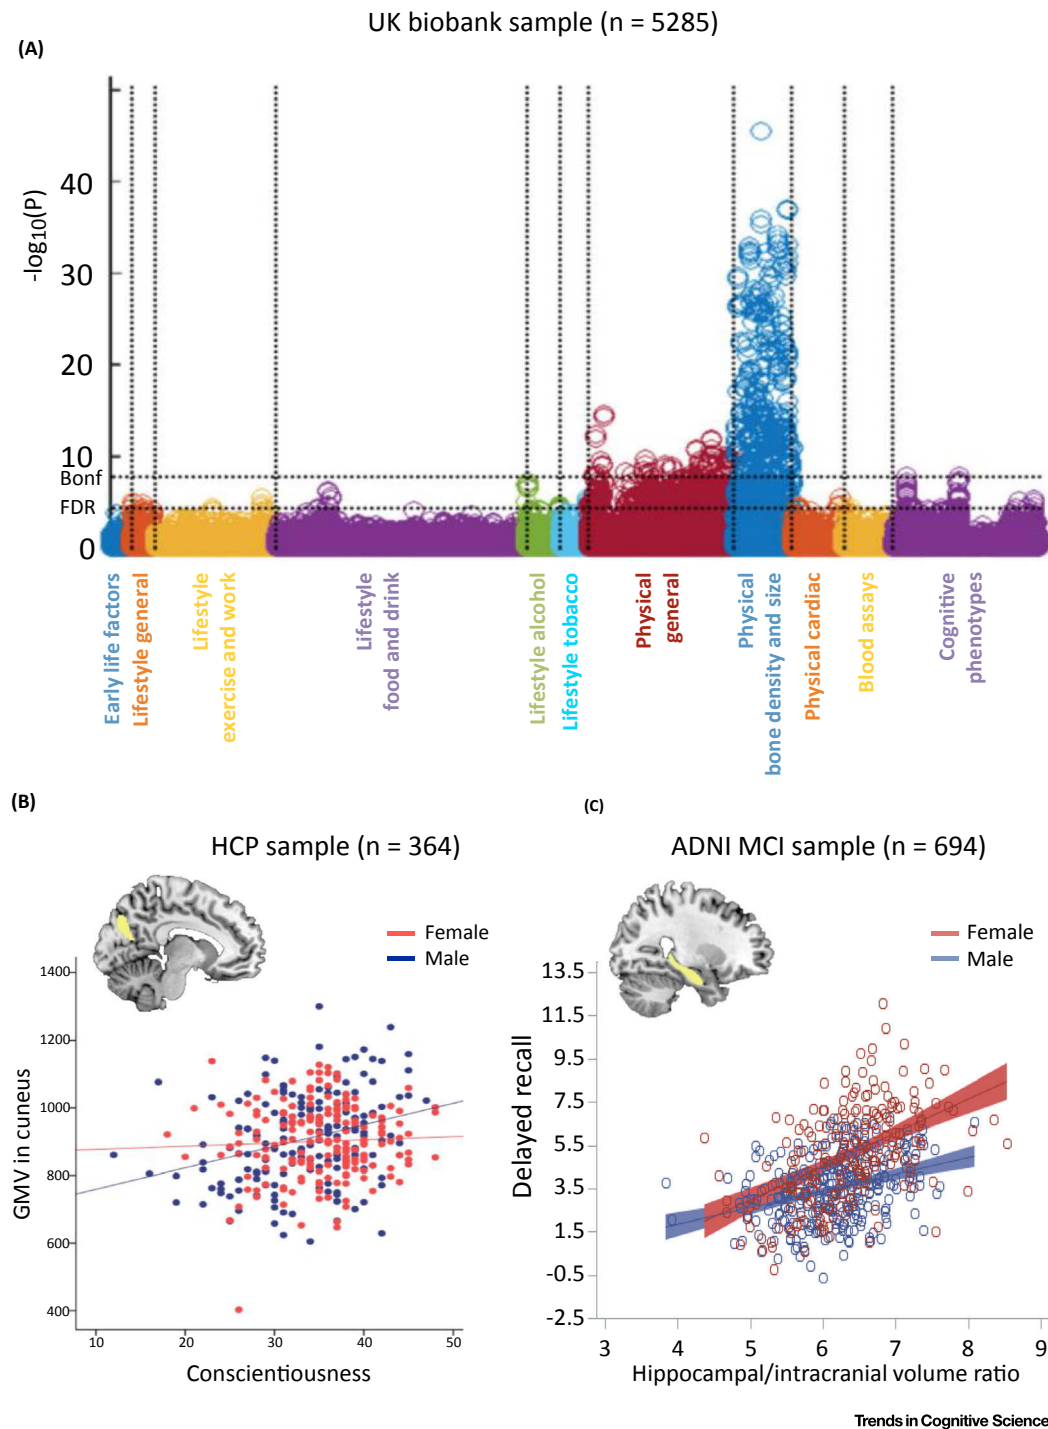 UK biobank sample (n = 5285)
(A)
-log10(P)
40
30
20
10
Bonf
FDR
0
Early life factors
Lifestyle general
Lifestyle
exercise and work
Lifestyle
food and drink
Lifestyle alcohol
Lifestyle tobacco
Physical
general
Physical
bone density and size
Physical cardiac
Blood assays
Cognitive
phenotypes
(B)
HCP sample (n = 364)
Female
Male
GMV in cuneus
1400
1200
1000
800
600
400
10 20 30 40 50
Conscientiousness
(C)
ADNI MCI sample (n = 694)
Female
Male
Delayed recall
13.5
11.5
9.5
7.5
5.5
3.5
1.5
-0.5
-2.5
3 4 5 6 7 8 9
Hippocampal/intracranial volume ratio
Trends in Cognitive Science